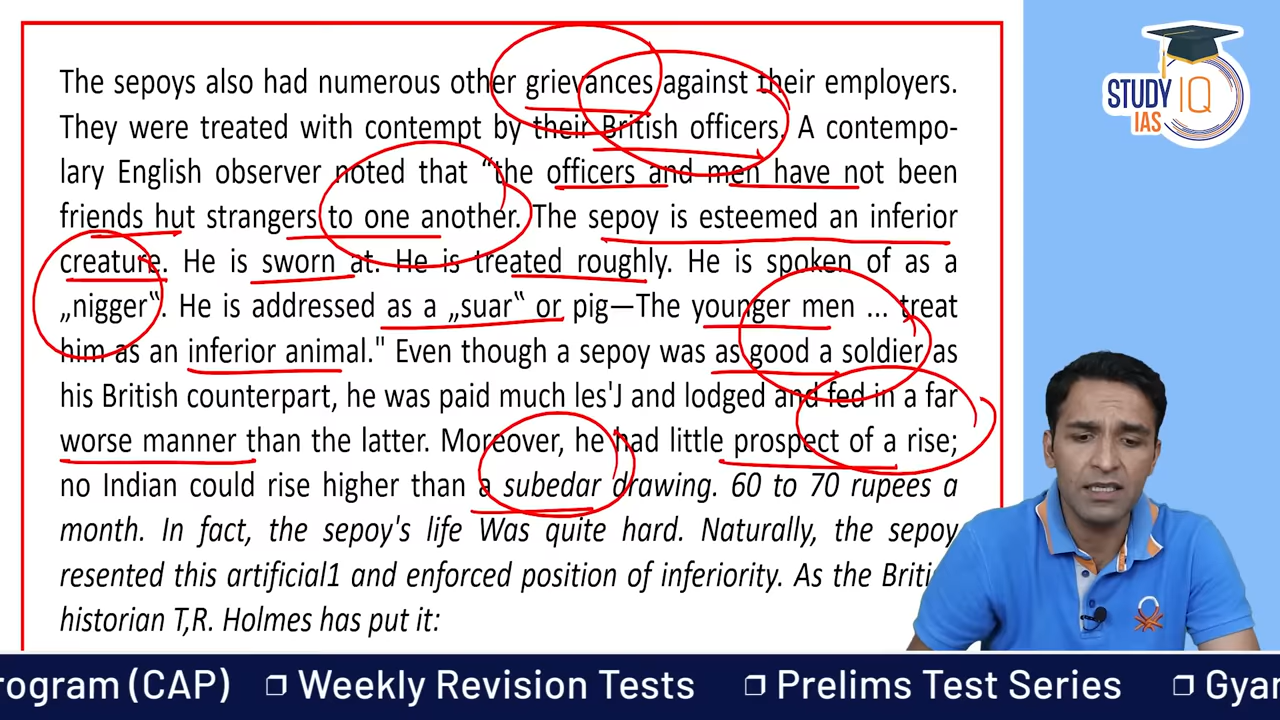 The sepoys also had numerous other grievances against their employers.
They were treated with contempt by their British officers. A contempo-
lary English observer noted that “the officers and men have not been
friends hut strangers to one another. The sepoy is esteemed an inferior
creature. He is sworn at. He is treated roughly. He is spoken of as a
„nigger‟. He is addressed as a „suar‟ or pig—The younger men ... treat
him as an inferior animal." Even though a sepoy was as good a soldier as
his British counterpart, he was paid much les'J and lodged and fed in a far
worse manner than the latter. Moreover, he had little prospect of a rise;
no Indian could rise higher than a subedar drawing. 60 to 70 rupees a
month. In fact, the sepoy's life Was quite hard. Naturally, the sepoy
resented this artificial1 and enforced position of inferiority. As the Briti
historian T,R. Holmes has put it:
STUDY IQ
IAS
rogram (CAP) ❐ Weekly Revision Tests ❐ Prelims Test Series ❐ Gyan